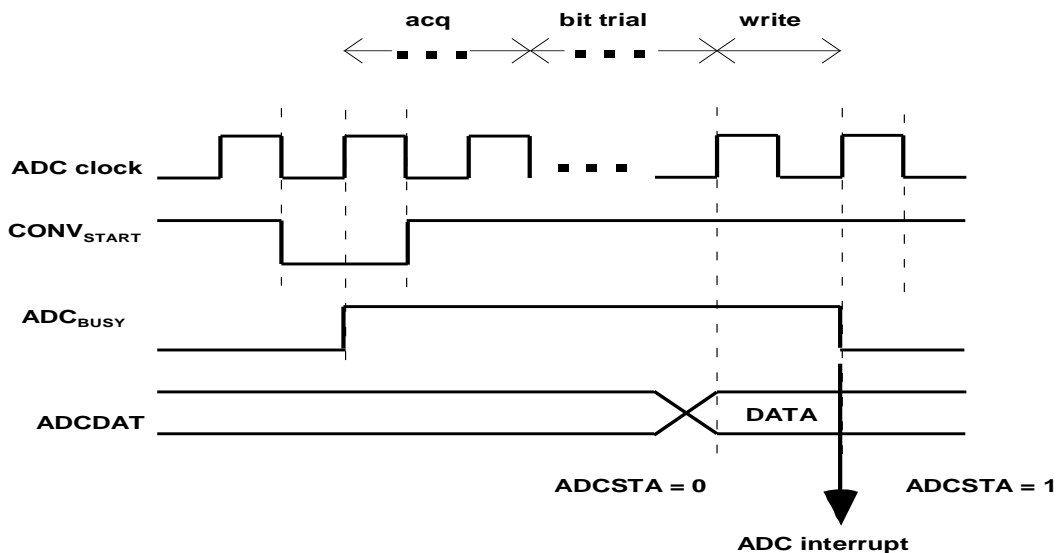 acq bit trial write
ADC clock
CONVSTART
ADCBUSY
ADCDAT DATA
ADCSTA = 0 ADCSTA = 1
ADC interrupt